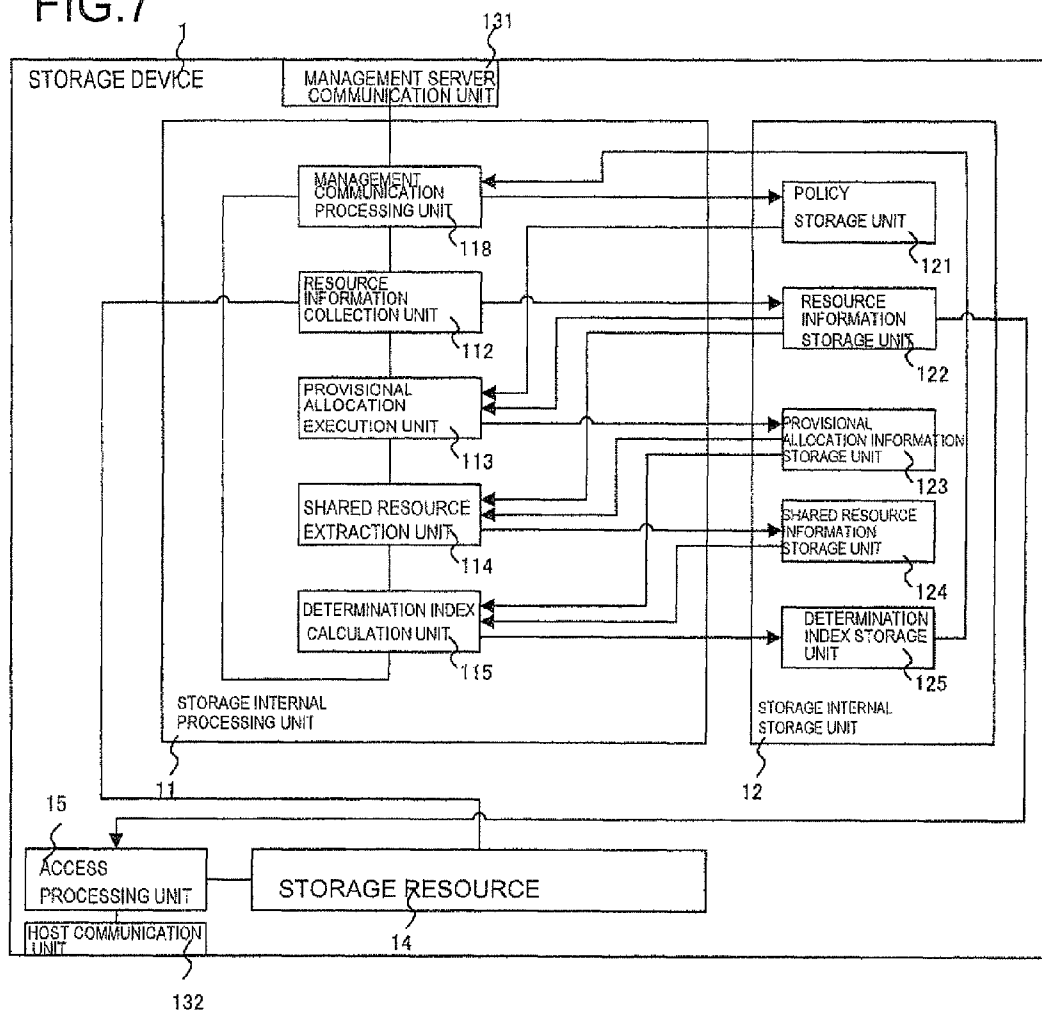 FIG.7
1
131
STORAGE DEVICE
MANAGEMENT SERVER
COMMUNICATION UNIT
MANAGEMENT
COMMUNICATION
PROCESSING UNIT
118
POLICY
STORAGE UNIT
121
RESOURCE
INFORMATION
COLLECTION UNIT
112
RESOURCE
INFORMATION
STORAGE UNIT
122
PROVISIONAL
ALLOCATION
EXECUTION UNIT
113
PROVISIONAL
ALLOCATION INFORMATION
STORAGE UNIT
123
SHARED RESOURCE
EXTRACTION UNIT
114
SHARED RESOURCE
INFORMATION
STORAGE UNIT
124
DETERMINATION INDEX
CALCULATION UNIT
115
DETERMINATION
INDEX STORAGE
UNIT
125
STORAGE INTERNAL
PROCESSING UNIT
11
STORAGE INTERNAL
STORAGE UNIT
12
15
ACCESS
PROCESSING UNIT
STORAGE RESOURCE
14
HOST COMMUNICATION
UNIT
132